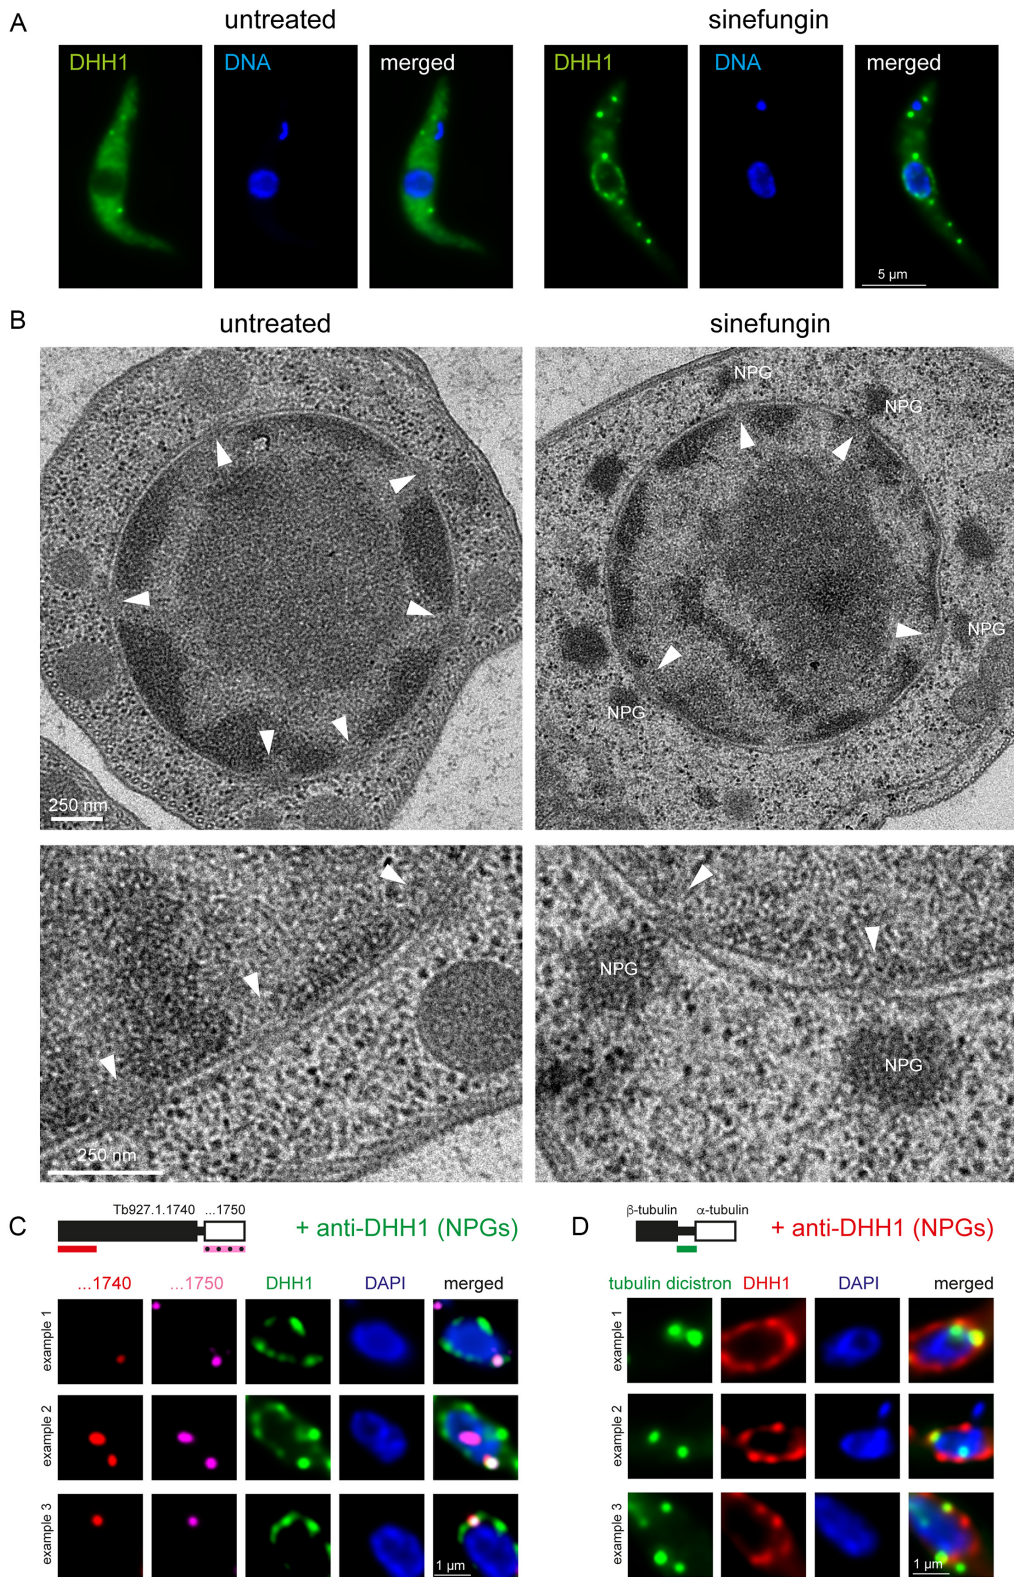 A
untreated
sinefungin
DHH1
DNA
merged
DHH1
DNA
merged
5 µm
B
untreated
sinefungin
NPG
NPG
NPG
NPG
250 nm
250 nm
NPG
NPG
C
Tb927.1.1740
...1750
+ anti-DHH1 (NPGs)
...1740
...1750
DHH1
DAPI
merged
example 1
example 2
example 3
1 µm
D
β-tubulin
α-tubulin
+ anti-DHH1 (NPGs)
tubulin dicistron
DHH1
DAPI
merged
example 1
example 2
example 3
1 µm